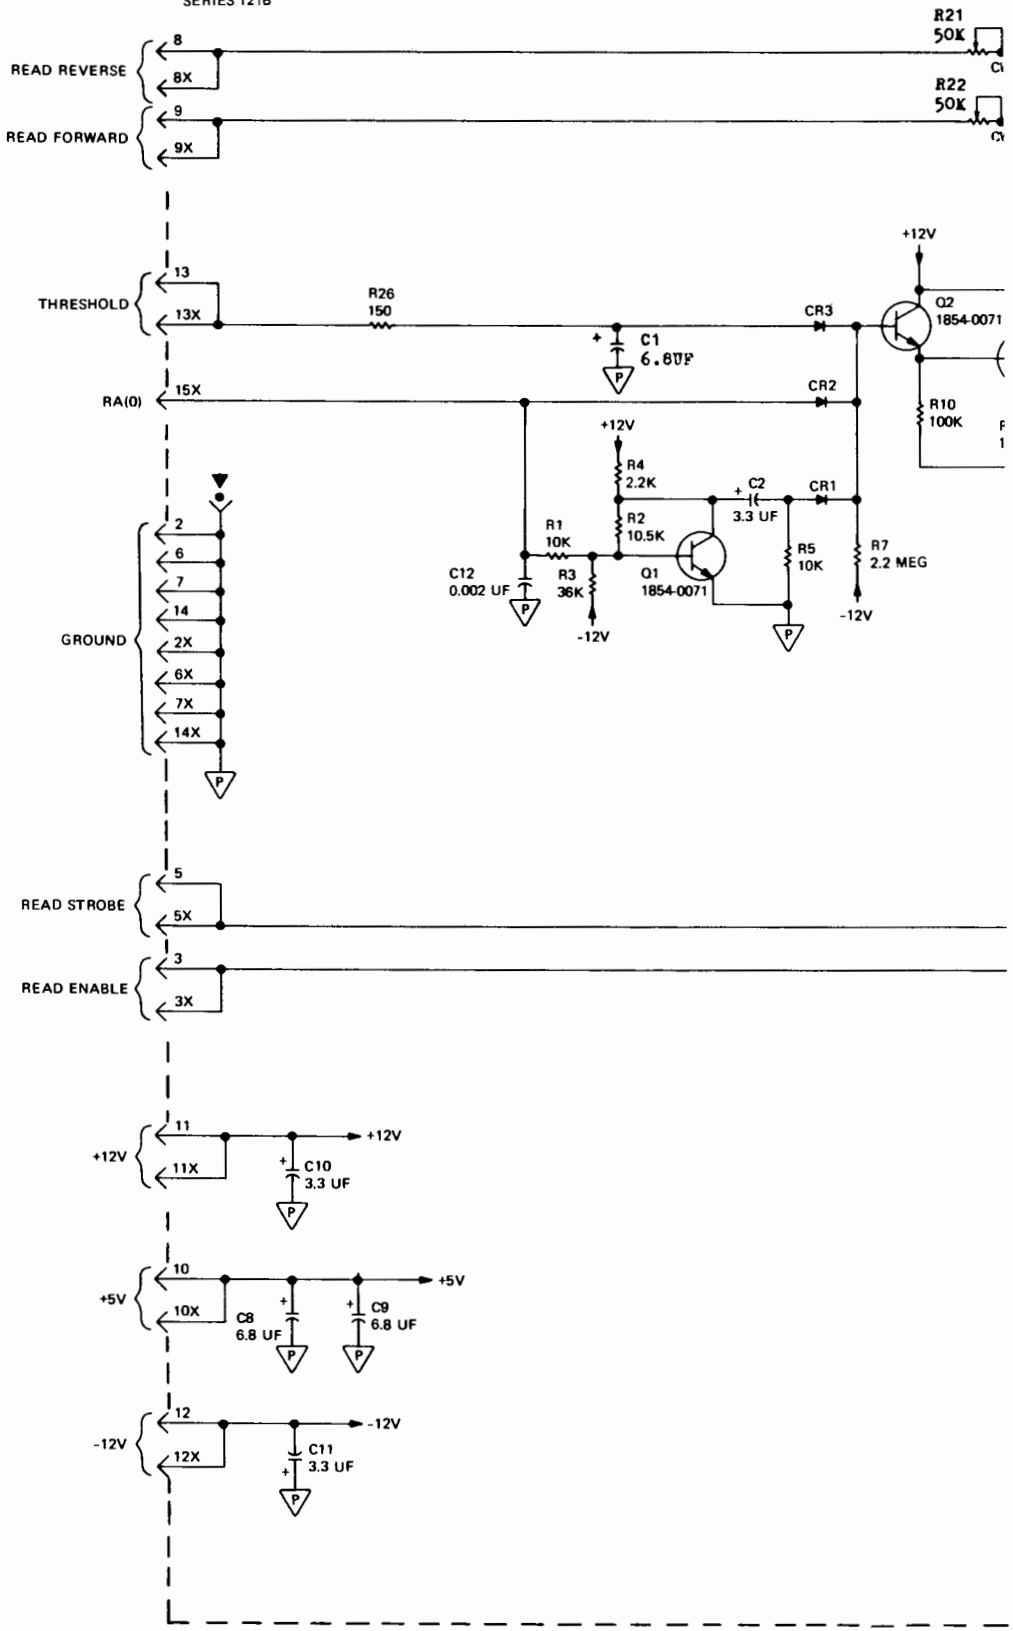 SERIES 1216
R21
50K
8
READ REVERSE
8X
R22
50K
9
READ FORWARD
9X
+12V
13
THRESHOLD
13X
R26
150
CR3
Q2
1854-0071
+ C1
6.8UF
P
RA(0)
15X
CR2
R10
100K
+12V
R4
2.2K
+ C2
3.3 UF
CR1
R2
10.5K
R1
10K
R5
10K
R7
2.2 MEG
C12
0.002 UF
R3
36K
Q1
1854-0071
P
-12V
-12V
P
GROUND
2
6
7
14
2X
6X
7X
14X
P
5
READ STROBE
5X
3
READ ENABLE
3X
11
+12V
+12V
11X
+ C10
3.3 UF
P
10
+5V
+5V
10X
C8
6.8 UF
+
+ C9
6.8 UF
P
P
12
-12V
-12V
12X
C11
+ 3.3 UF
P